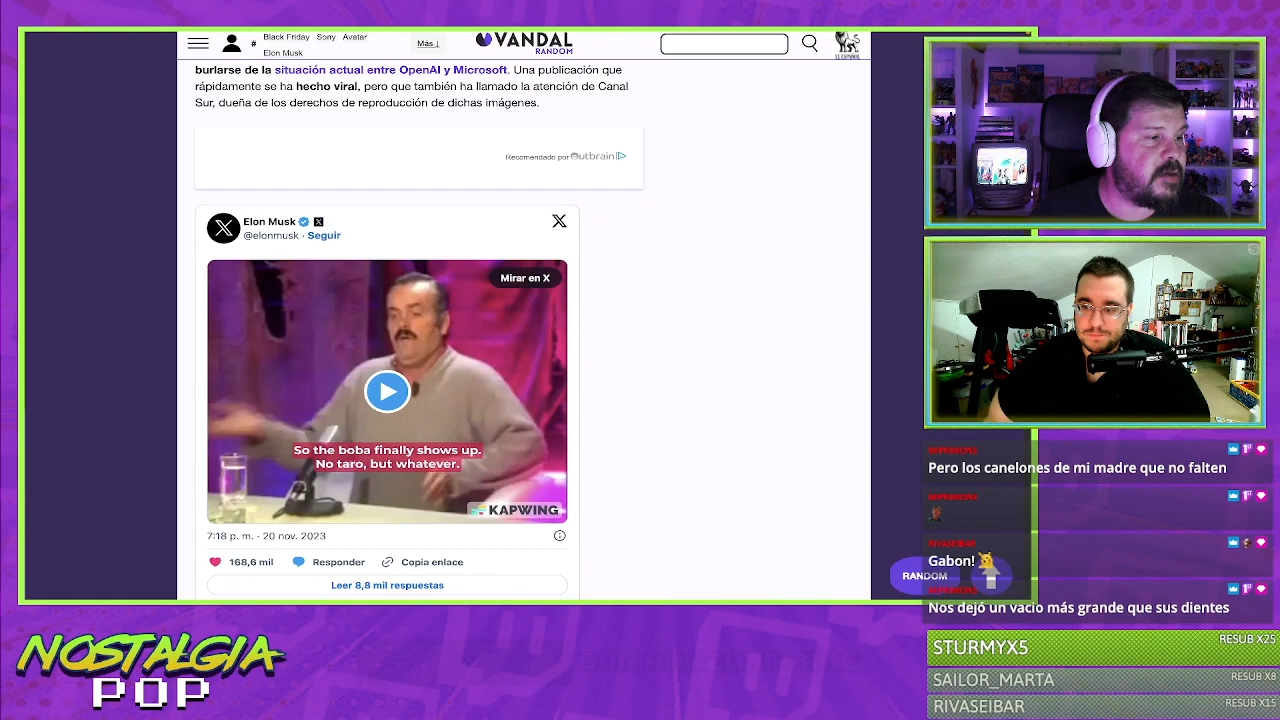 #
Black Friday Sony Avatar
Elon Musk
Más ↓
VANDAL
RANDOM
EL ESPAÑOL
burlarse de la situación actual entre OpenAI y Microsoft. Una publicación que
rápidamente se ha hecho viral, pero que también ha llamado la atención de Canal
Sur, dueña de los derechos de reproducción de dichas imágenes.
Recomendado por Outbrain
Elon Musk
@elonmusk · Seguir
Mirar en X
So the boba finally shows up.
No taro, but whatever.
KAPWING
7:18 p. m. · 20 nov. 2023
168,6 mil Responder Copia enlace
Leer 8,8 mil respuestas
Pero los canelones de mi madre que no falten
RIVASEIBAR
Gabon!
RANDOM
Nos dejó un vacio más grande que sus dientes
STURMYX5 RESUB X25
SAILOR_MARTA RESUB X8
RIVASEIBAR RESUB X15
NOSTALGIA
POP